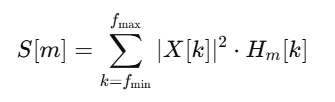 S[m] = \sum_{k=f_{\min}}^{f_{\max}} |X[k]|^2 \cdot H_m[k]